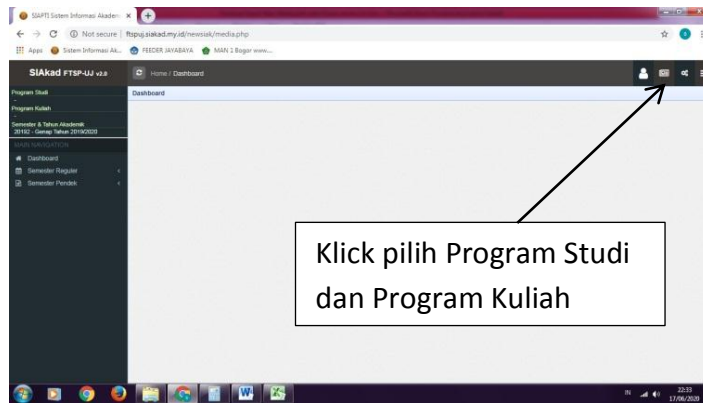 SIAPTI Sistem Informasi Akadem
Not secure | ftspuj.siakad.my.id/newsiak/media.php
Apps Sistem Informasi Ak... FEEDER JAYABAYA MAN 1 Bogor www...
SIAkad FTSP-UJ v2.0
Home / Dashboard
Dashboard
Program Studi
-
Program Kuliah
-
Semester & Tahun Akademik
20192 - Genap Tahun 2019/2020
MAIN NAVIGATION
Dashboard
Semester Reguler
Semester Pendek
Klick pilih Program Studi
dan Program Kuliah
IN
22:33
17/06/2020